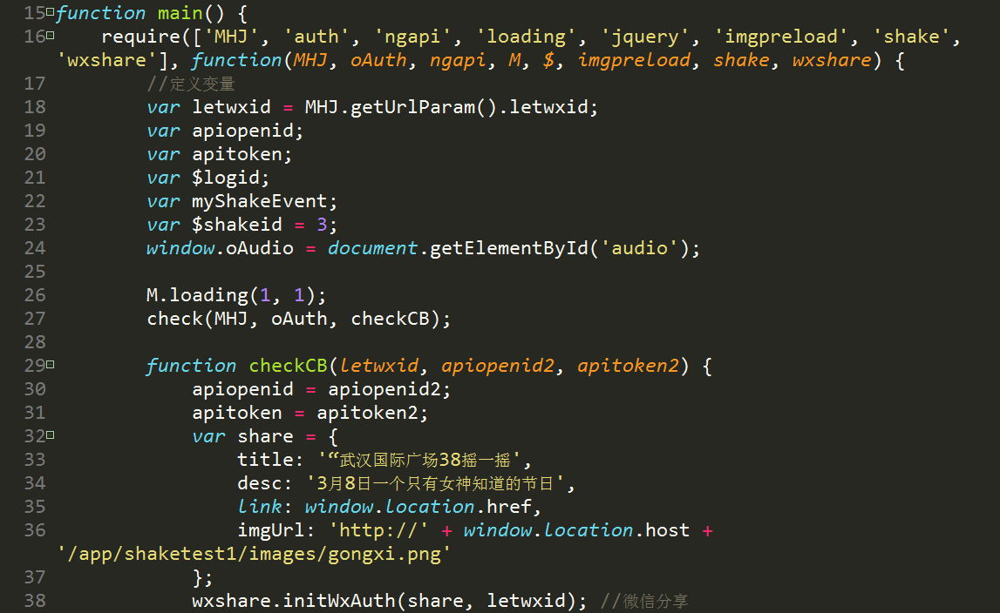 15 function main() {
16     require(['MHJ', 'auth', 'ngapi', 'loading', 'jquery', 'imgpreload', 'shake',
'wxshare'], function(MHJ, oAuth, ngapi, M, $, imgpreload, shake, wxshare) {
17         //定义变量
18         var letwxid = MHJ.getUrlParam().letwxid;
19         var apiopenid;
20         var apitoken;
21         var $logid;
22         var myShakeEvent;
23         var $shakeid = 3;
24         window.oAudio = document.getElementById('audio');
25
26         M.loading(1, 1);
27         check(MHJ, oAuth, checkCB);
28
29         function checkCB(letwxid, apiopenid2, apitoken2) {
30             apiopenid = apiopenid2;
31             apitoken = apitoken2;
32             var share = {
33                 title: '“武汉国际广场38摇一摇',
34                 desc: '3月8日一个只有女神知道的节日',
35                 link: window.location.href,
36                 imgUrl: 'http://' + window.location.host +
'/app/shaketest1/images/gongxi.png'
37             };
38             wxshare.initWxAuth(share, letwxid); //微信分享